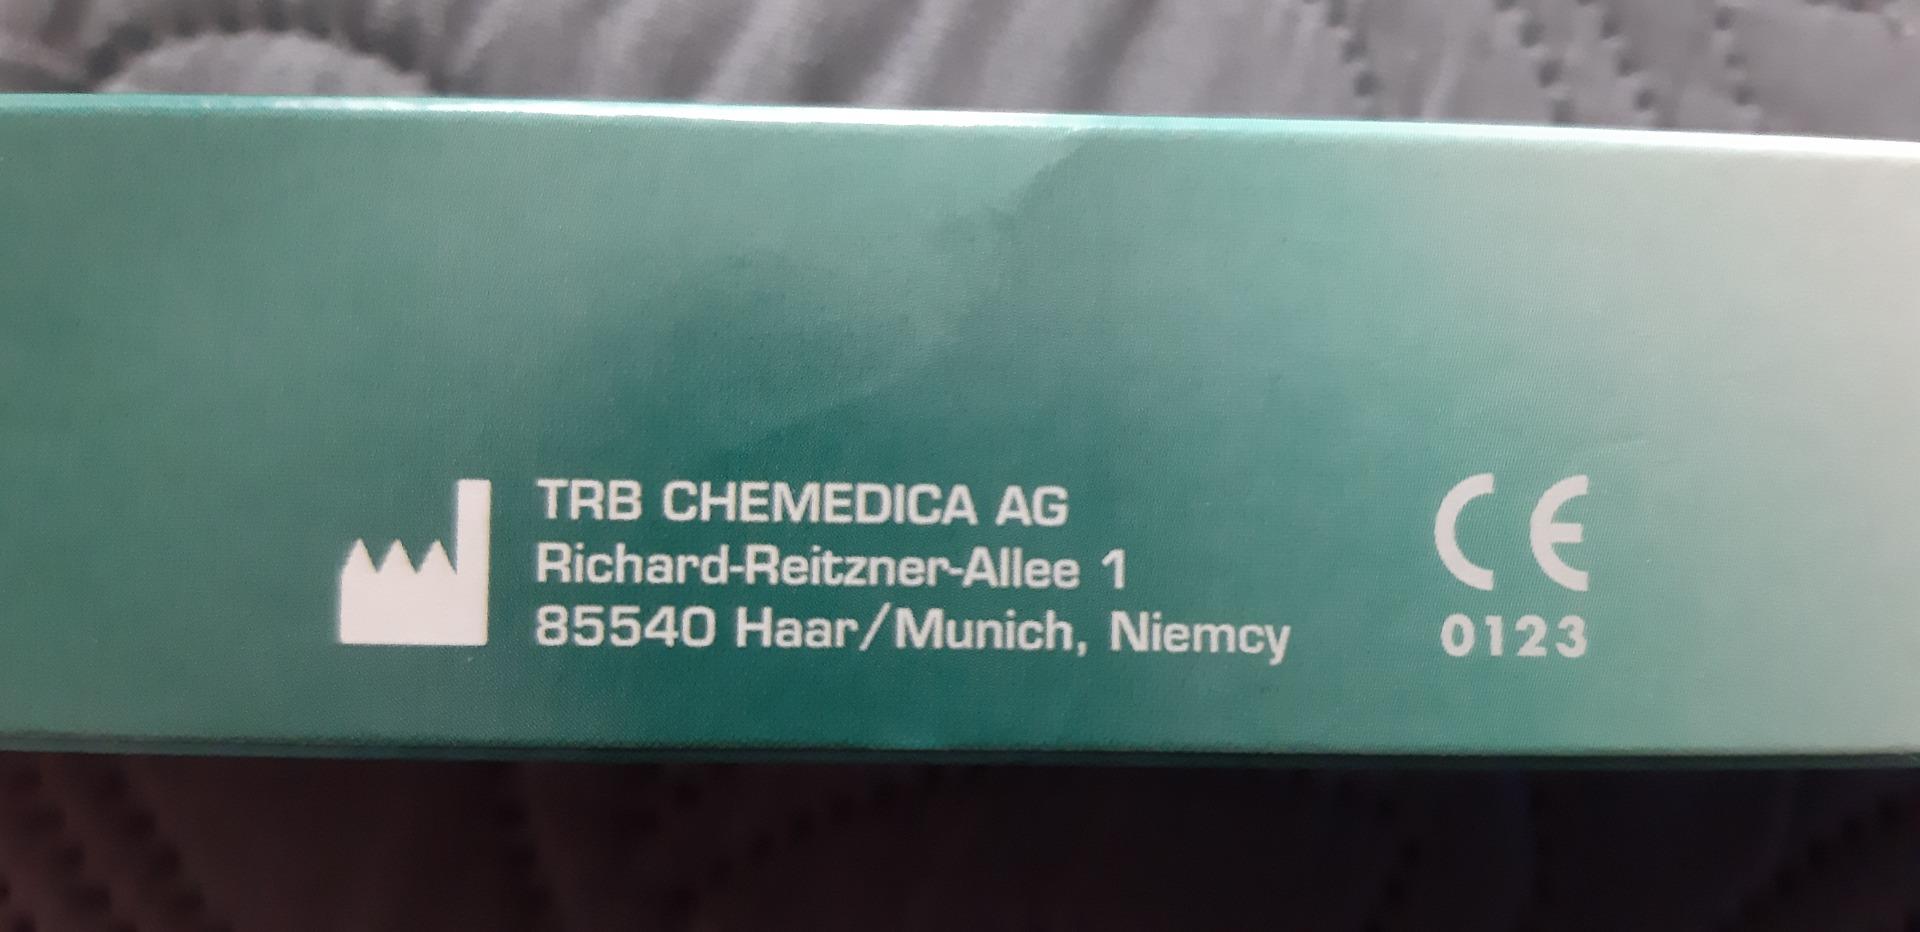 TRB CHEMEDICA AG
Richard-Reitzner-Allee 1
85540 Haar/Munich, Niemcy
CE
0123